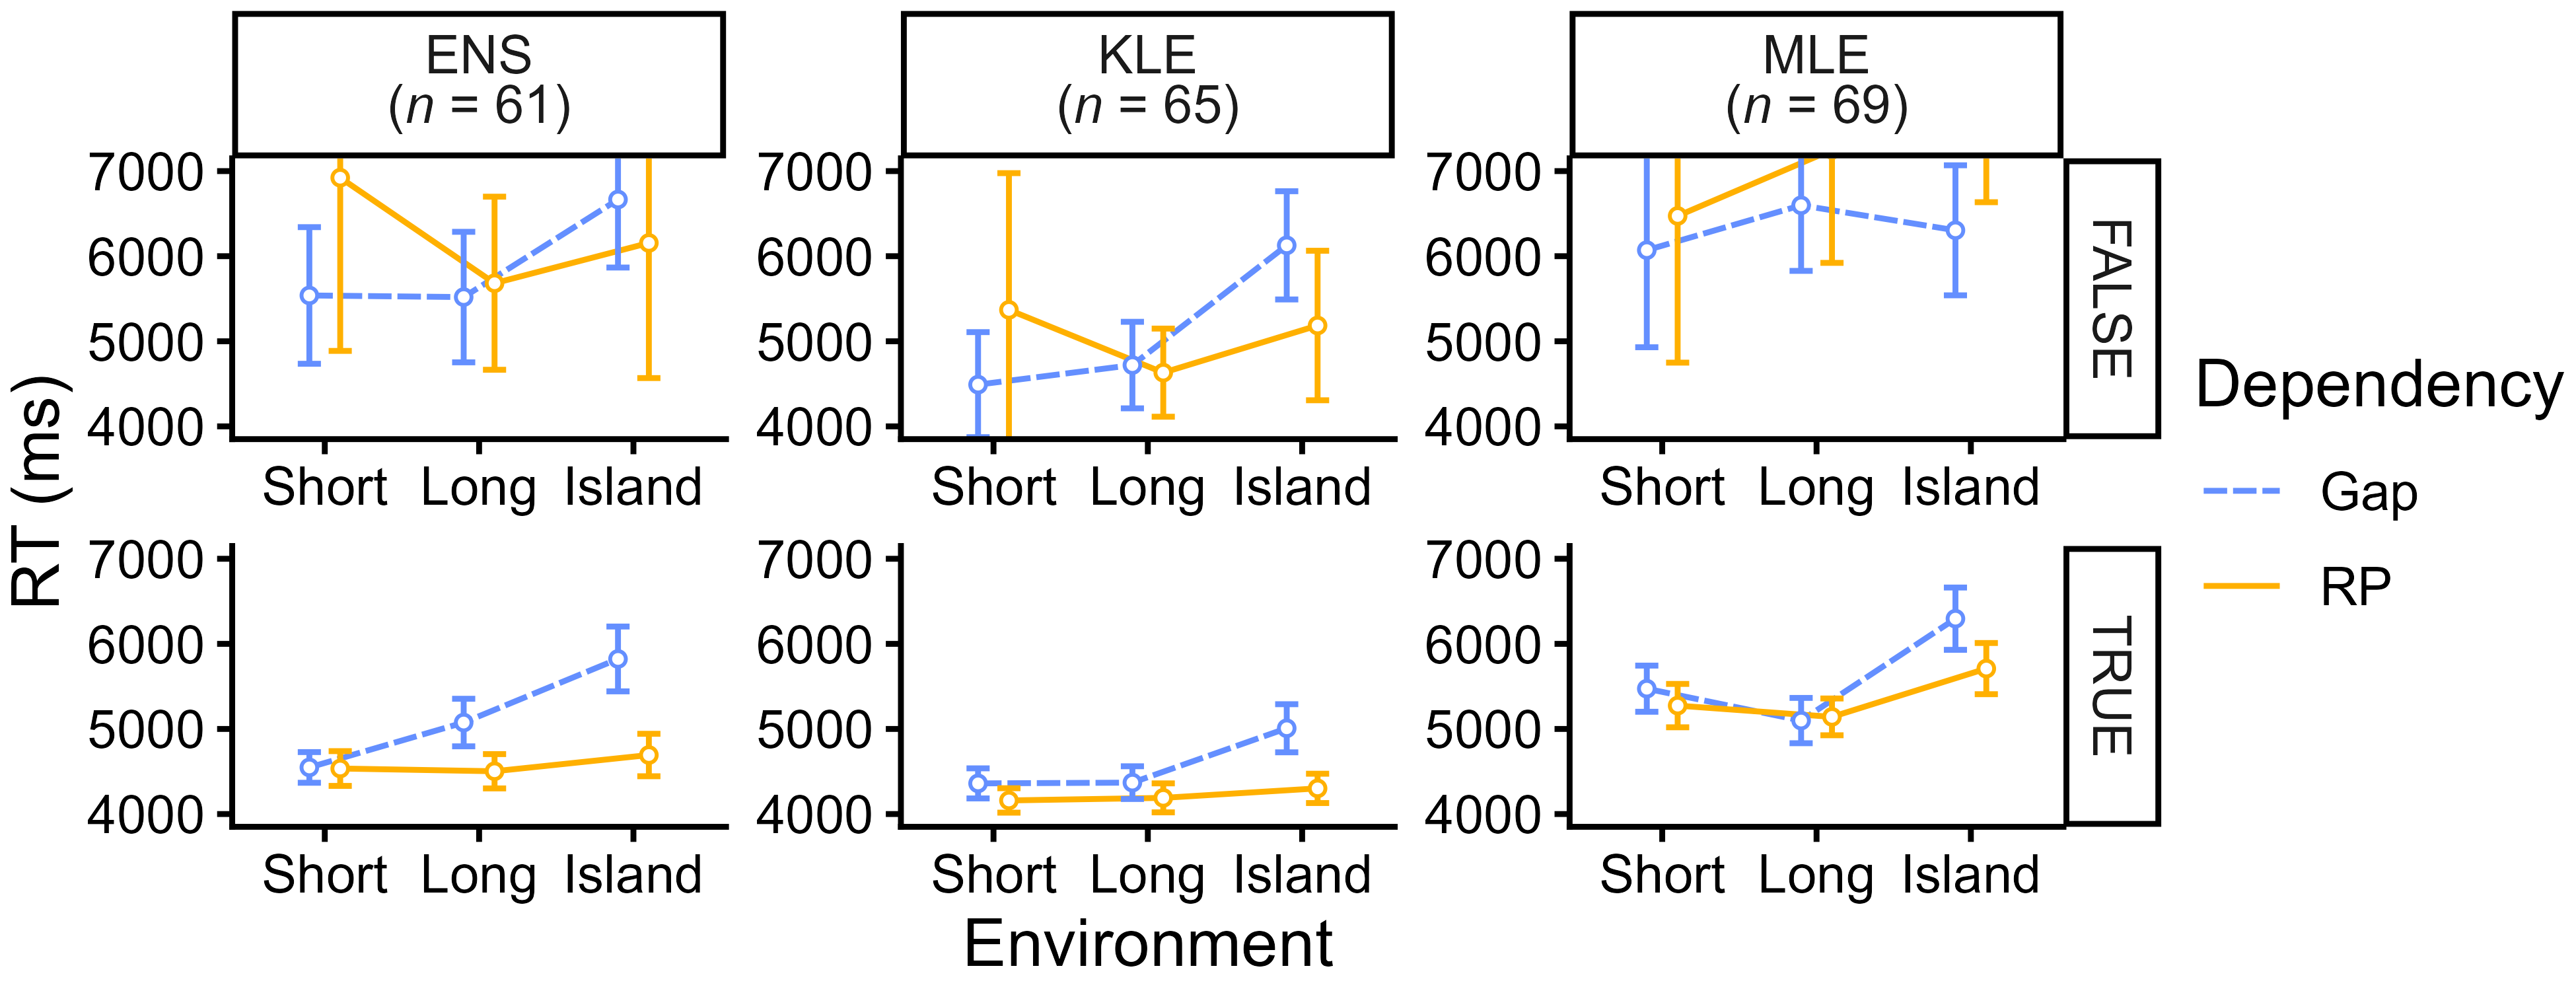 ENS
(n = 61)
KLE
(n = 65)
MLE
(n = 69)
RT (ms)
7000
6000
5000
4000
Short Long Island
7000
6000
5000
4000
Short Long Island
7000
6000
5000
4000
Short Long Island
FALSE
7000
6000
5000
4000
Short Long Island
7000
6000
5000
4000
Short Long Island
7000
6000
5000
4000
Short Long Island
TRUE
Environment
Dependency
Gap
RP